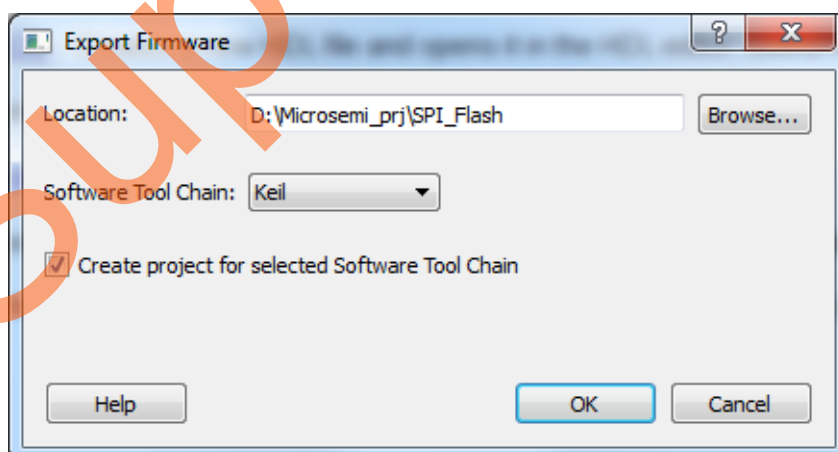 Export Firmware
Location: D:\Microsemi_prj\SPI_Flash Browse...
Software Tool Chain: Keil
Create project for selected Software Tool Chain
Help OK Cancel